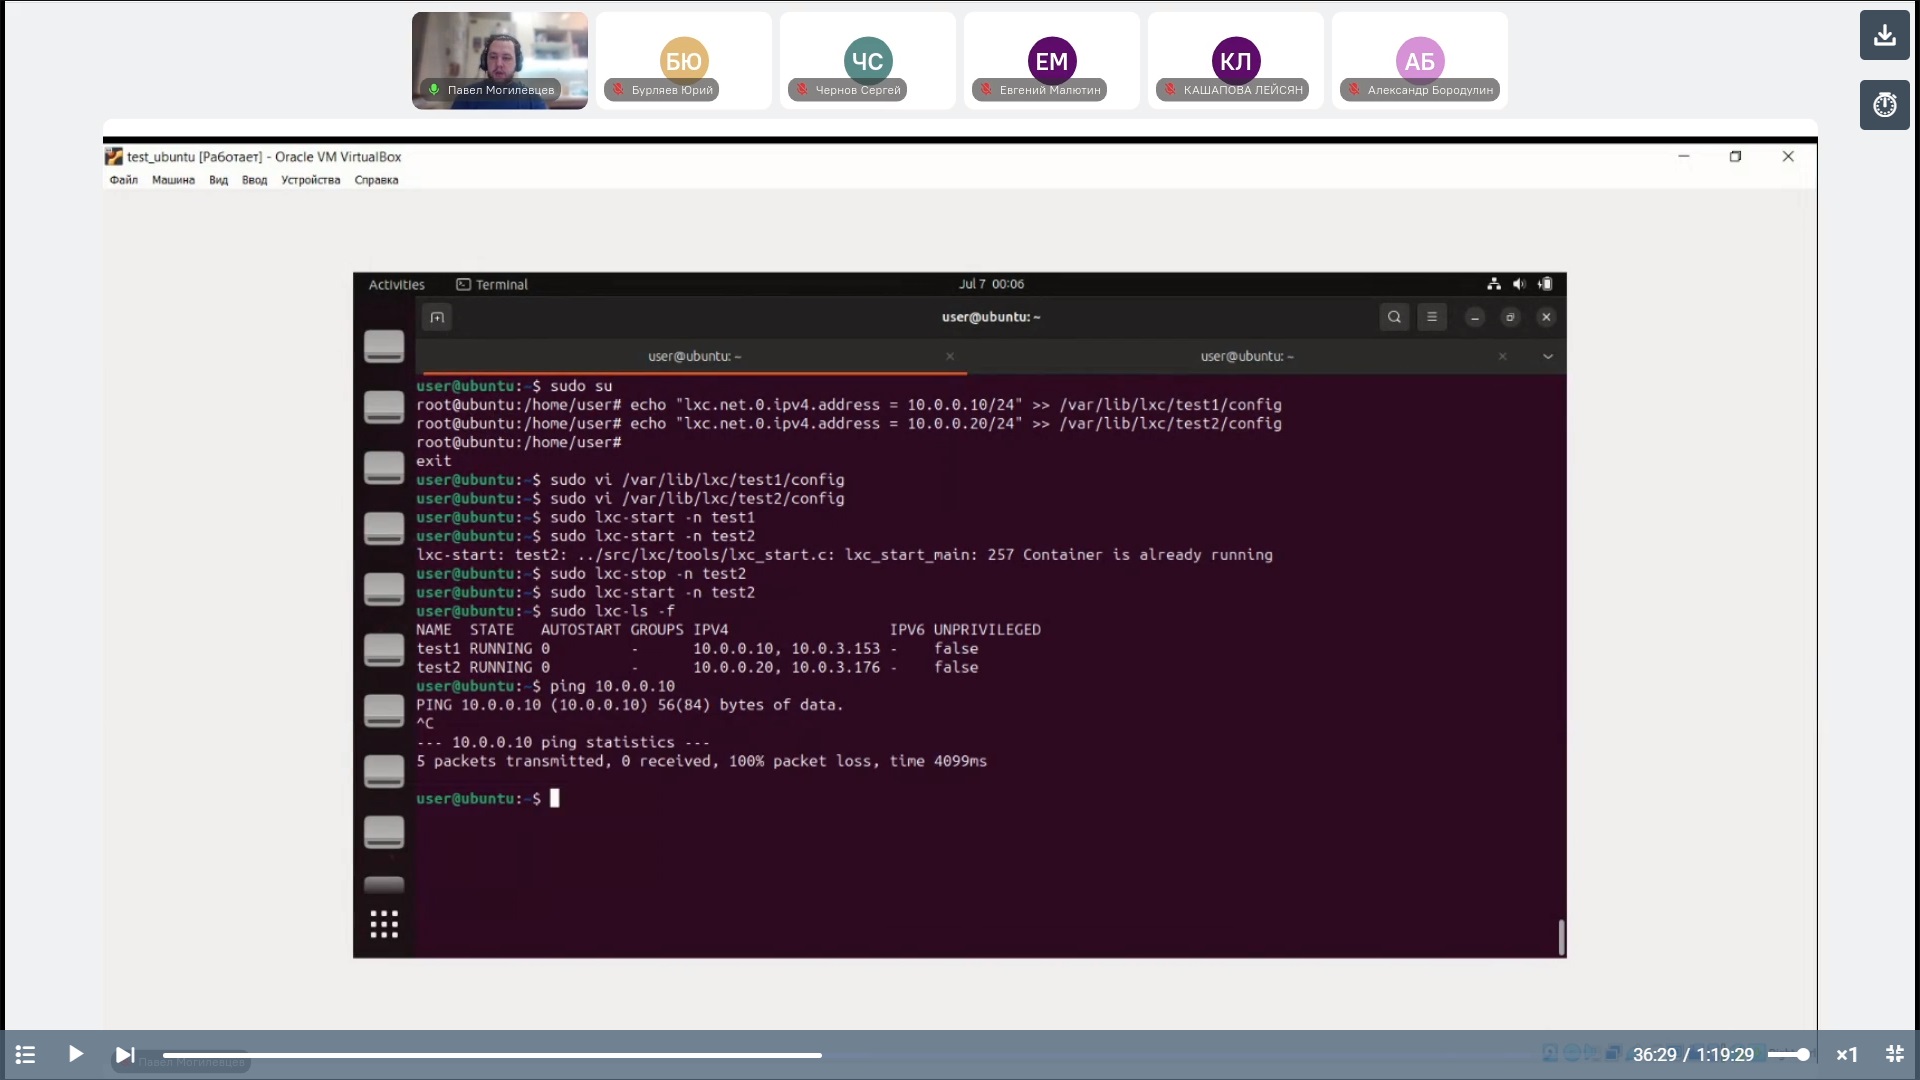 БЮ
ЧС
ЕМ
КЛ
АБ
Павел Могилевцев
Бурляев Юрий
Чернов Сергей
Евгений Малютин
КАШАПОВА ЛЕЙСЯН
Александр Бородулин
test_ubuntu [Работает] - Oracle VM VirtualBox
Файл Машина Вид Ввод Устройства Справка
Activities
Terminal
Jul 7 00:06
user@ubuntu: ~
user@ubuntu: ~
user@ubuntu: ~
user@ubuntu:~$ sudo su
root@ubuntu:/home/user# echo "lxc.net.0.ipv4.address = 10.0.0.10/24" >> /var/lib/lxc/test1/config
root@ubuntu:/home/user# echo "lxc.net.0.ipv4.address = 10.0.0.20/24" >> /var/lib/lxc/test2/config
root@ubuntu:/home/user#
exit
user@ubuntu:~$ sudo vi /var/lib/lxc/test1/config
user@ubuntu:~$ sudo vi /var/lib/lxc/test2/config
user@ubuntu:~$ sudo lxc-start -n test1
user@ubuntu:~$ sudo lxc-start -n test2
lxc-start: test2: ../src/lxc/tools/lxc_start.c: lxc_start_main: 257 Container is already running
user@ubuntu:~$ sudo lxc-stop -n test2
user@ubuntu:~$ sudo lxc-start -n test2
user@ubuntu:~$ sudo lxc-ls -f
NAME STATE AUTOSTART GROUPS IPV4 IPV6 UNPRIVILEGED
test1 RUNNING 0 - 10.0.0.10, 10.0.3.153 - false
test2 RUNNING 0 - 10.0.0.20, 10.0.3.176 - false
user@ubuntu:~$ ping 10.0.0.10
PING 10.0.0.10 (10.0.0.10) 56(84) bytes of data.
^C
--- 10.0.0.10 ping statistics ---
5 packets transmitted, 0 received, 100% packet loss, time 4099ms
user@ubuntu:~$
Павел Могилевцев
36:29 / 1:19:29
×1